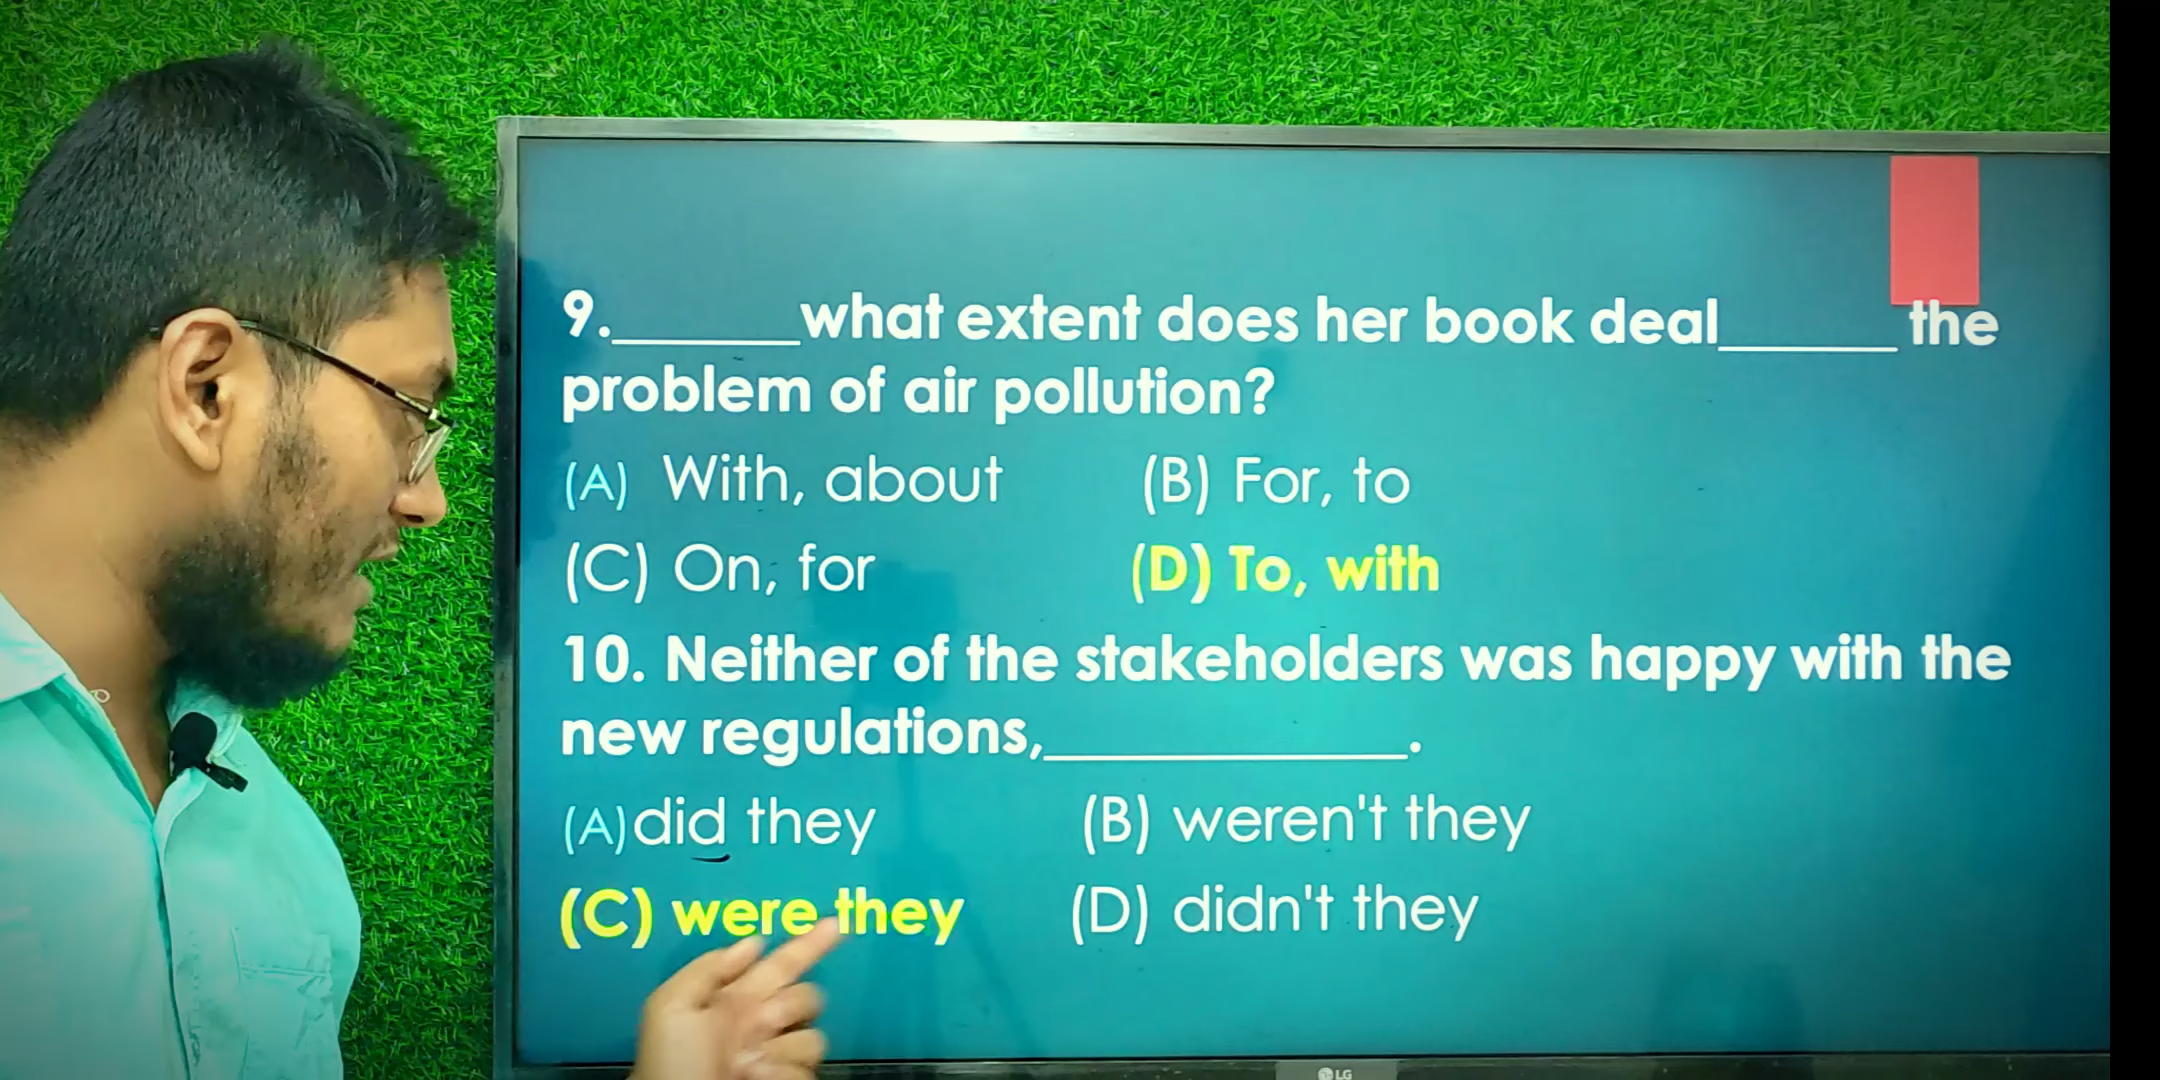 9.______what extent does her book deal______ the
problem of air pollution?
(A) With, about (B) For, to
(C) On, for (D) To, with
10. Neither of the stakeholders was happy with the
new regulations,____________.
(A) did they (B) weren't they
(C) were they (D) didn't they
LG